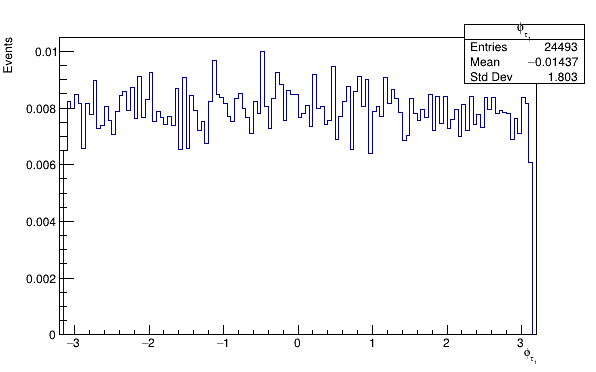 ϕτ1
Entries 24493
Mean −0.01437
Std Dev 1.803
Events
0.01
0.008
0.006
0.004
0.002
0
−3 −2 −1 0 1 2 3
ϕτ1